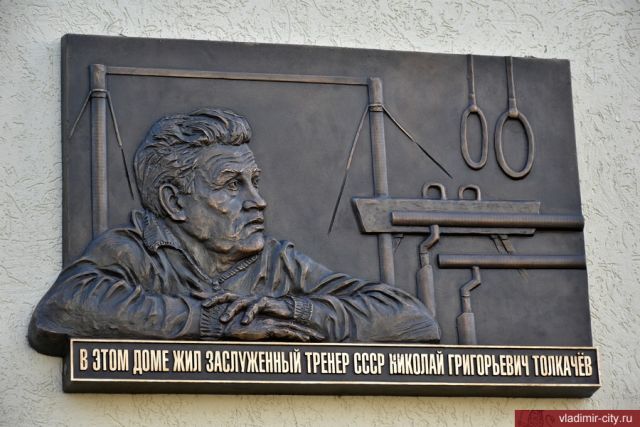 В ЭТОМ ДОМЕ ЖИЛ ЗАСЛУЖЕННЫЙ ТРЕНЕР СССР НИКОЛАЙ ГРИГОРЬЕВИЧ ТОЛКАЧЁВ
vladimir-city.ru